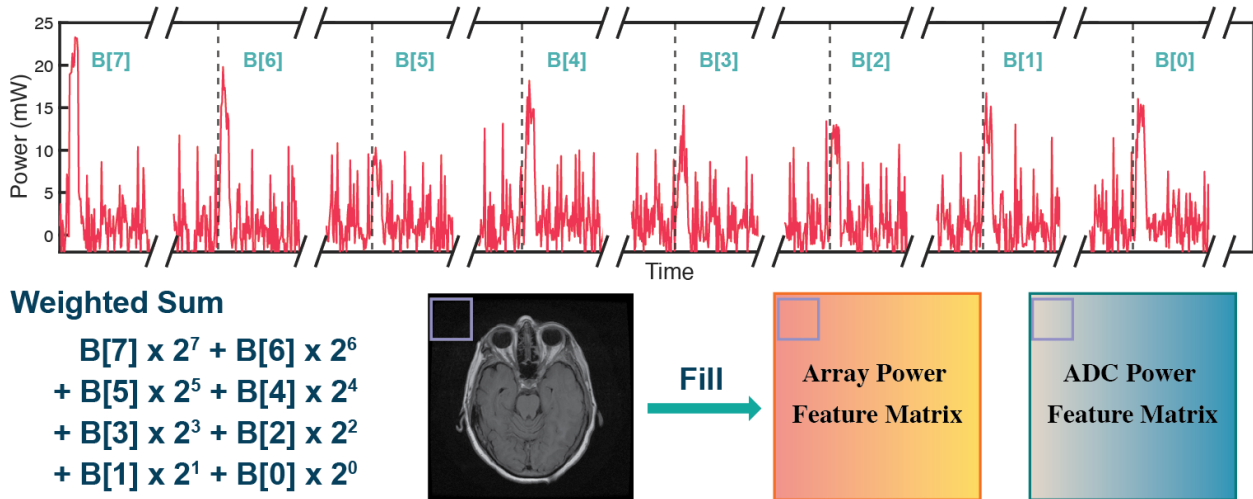 25
20
15
10
5
0
Power (mW)
B[7]
B[6]
B[5]
B[4]
B[3]
B[2]
B[1]
B[0]
Time
Weighted Sum
B[7] x 2⁷ + B[6] x 2⁶
+ B[5] x 2⁵ + B[4] x 2⁴
+ B[3] x 2³ + B[2] x 2²
+ B[1] x 2¹ + B[0] x 2⁰
Fill
Array Power
Feature Matrix
ADC Power
Feature Matrix